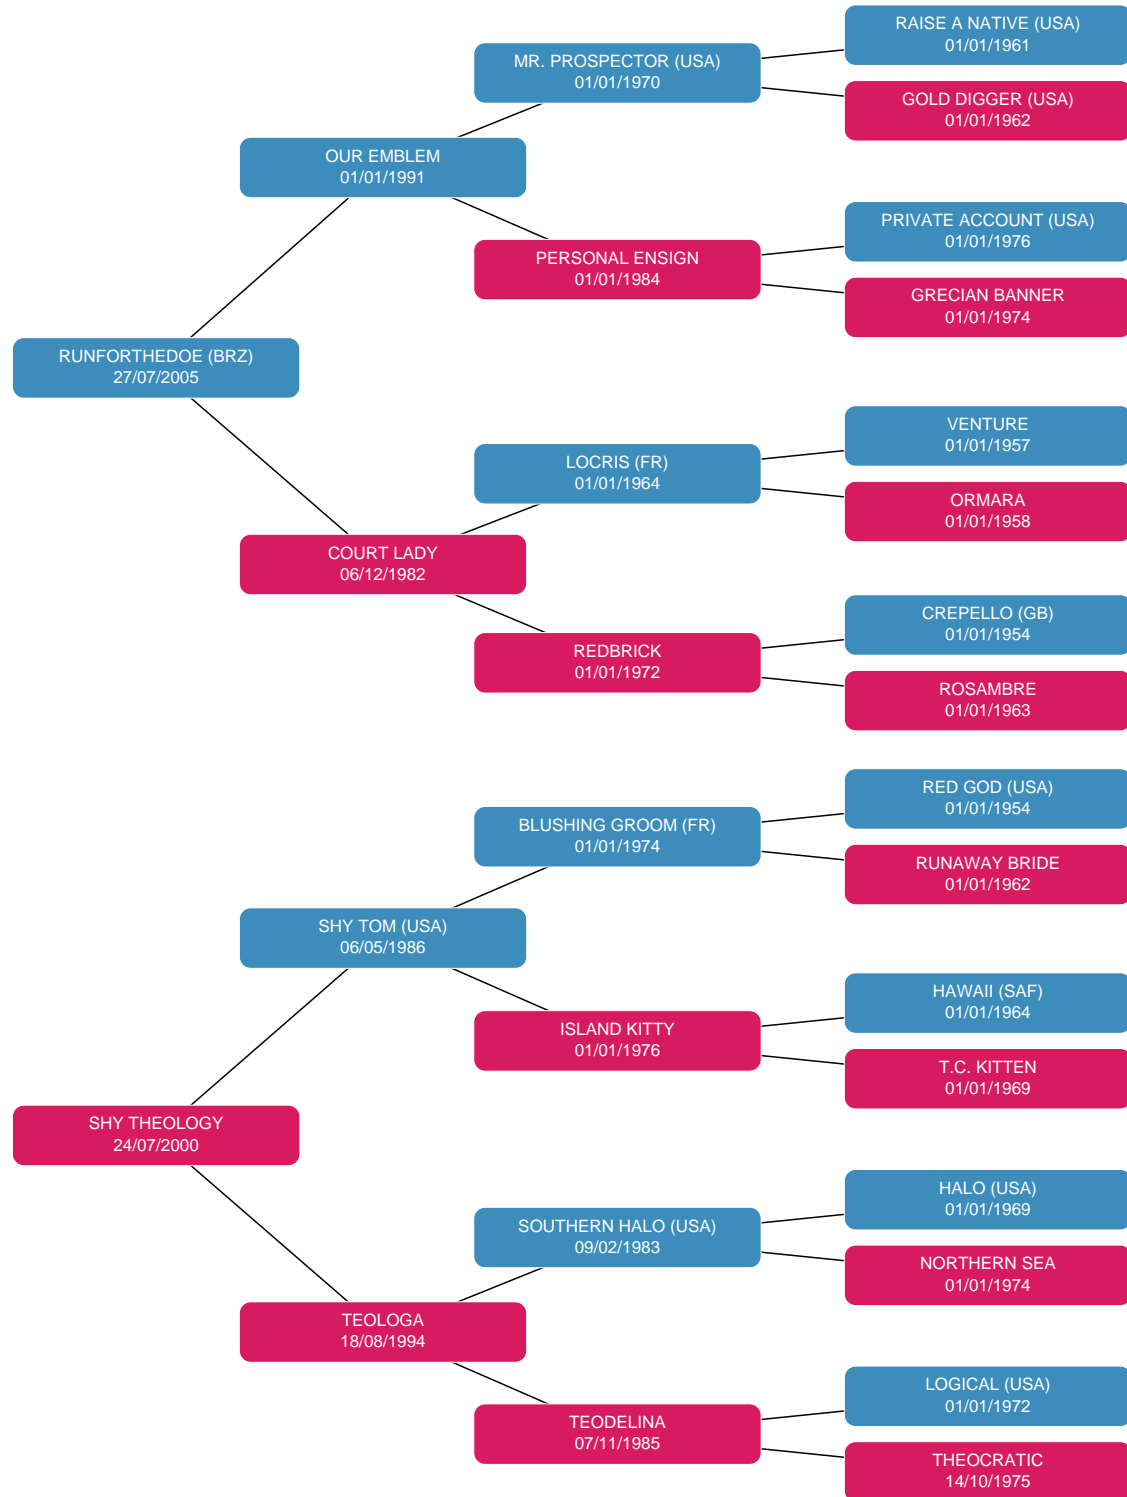 RAISE A NATIVE (USA)
01/01/1961
MR. PROSPECTOR (USA)
01/01/1970
GOLD DIGGER (USA)
01/01/1962
OUR EMBLEM
01/01/1991
PRIVATE ACCOUNT (USA)
01/01/1976
PERSONAL ENSIGN
01/01/1984
GRECIAN BANNER
01/01/1974
RUNFORTHEDOE (BRZ)
27/07/2005
VENTURE
01/01/1957
LOCRIS (FR)
01/01/1964
ORMARA
01/01/1958
COURT LADY
06/12/1982
CREPELLO (GB)
01/01/1954
REDBRICK
01/01/1972
ROSAMBRE
01/01/1963
RED GOD (USA)
01/01/1954
BLUSHING GROOM (FR)
01/01/1974
RUNAWAY BRIDE
01/01/1962
SHY TOM (USA)
06/05/1986
HAWAII (SAF)
01/01/1964
ISLAND KITTY
01/01/1976
T.C. KITTEN
01/01/1969
SHY THEOLOGY
24/07/2000
HALO (USA)
01/01/1969
SOUTHERN HALO (USA)
09/02/1983
NORTHERN SEA
01/01/1974
TEOLOGA
18/08/1994
LOGICAL (USA)
01/01/1972
TEODELINA
07/11/1985
THEOCRATIC
14/10/1975